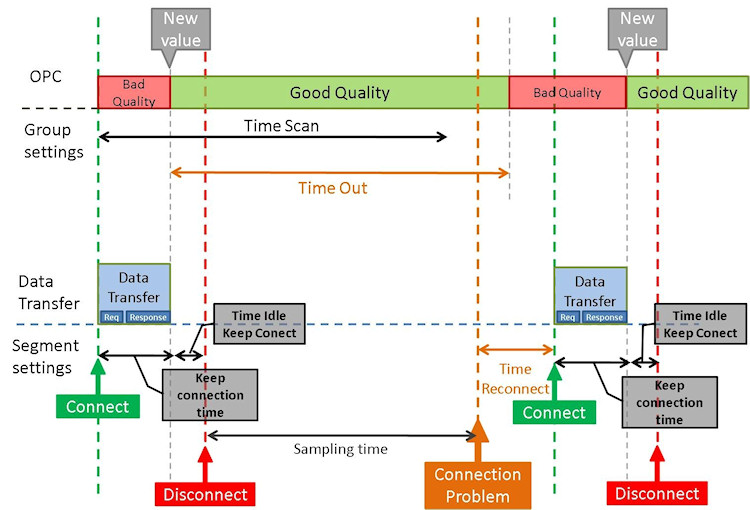 New
value
New
value
OPC
Bad
Quality
Good Quality
Bad Quality
Good Quality
Group
settings
Time Scan
Time Out
Data
Transfer
Data
Transfer
Req
Response
Data
Transfer
Req
Response
Time Idle
Keep Conect
Time Idle
Keep Conect
Segment
settings
Time
Reconnect
Keep
connection
time
Keep
connection
time
Connect
Connect
Sampling time
Connection
Problem
Disconnect
Disconnect